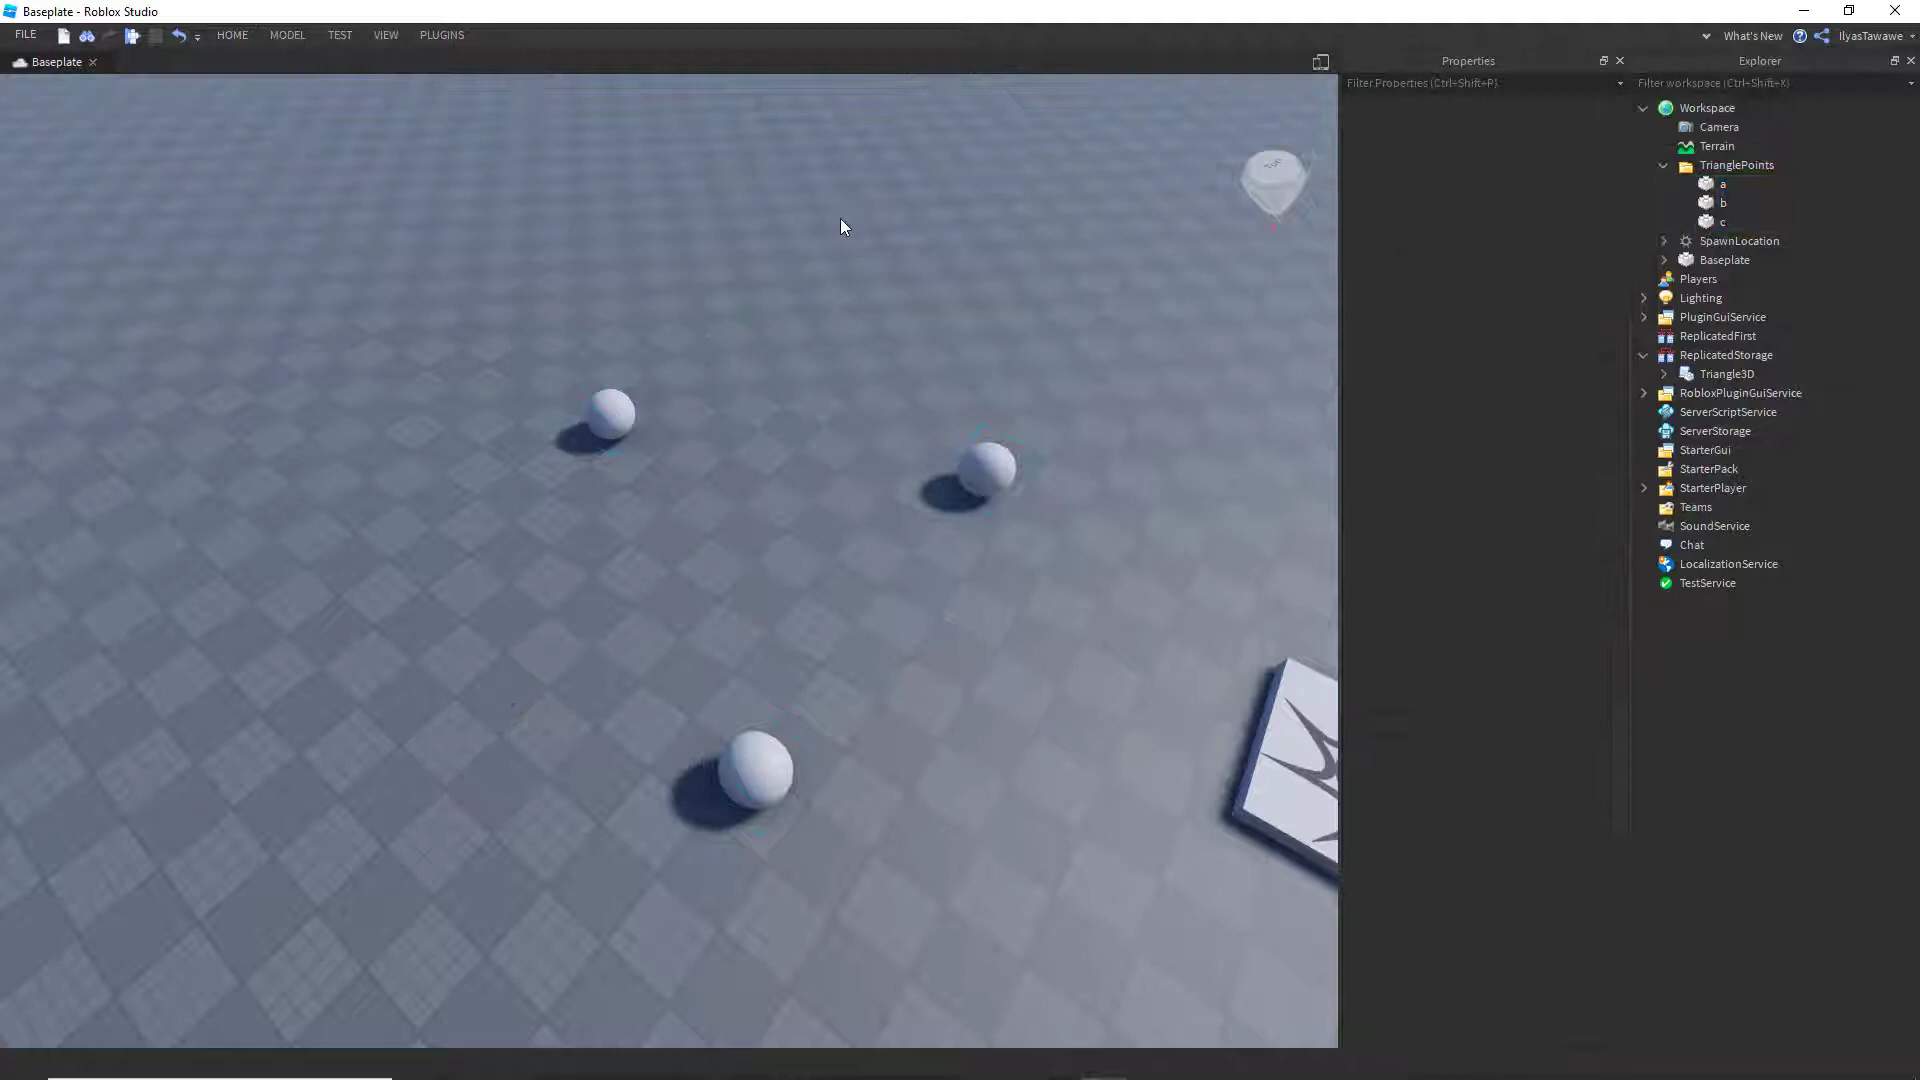 Baseplate - Roblox Studio
FILE HOME MODEL TEST VIEW PLUGINS What's New IlyasTawawe
Baseplate
Properties
Filter Properties (Ctrl+Shift+P)
Explorer
Filter workspace (Ctrl+Shift+X)
Workspace
Camera
Terrain
TrianglePoints
a
b
c
SpawnLocation
Baseplate
Players
Lighting
PluginGuiService
ReplicatedFirst
ReplicatedStorage
Triangle3D
RobloxPluginGuiService
ServerScriptService
ServerStorage
StarterGui
StarterPack
StarterPlayer
Teams
SoundService
Chat
LocalizationService
TestService